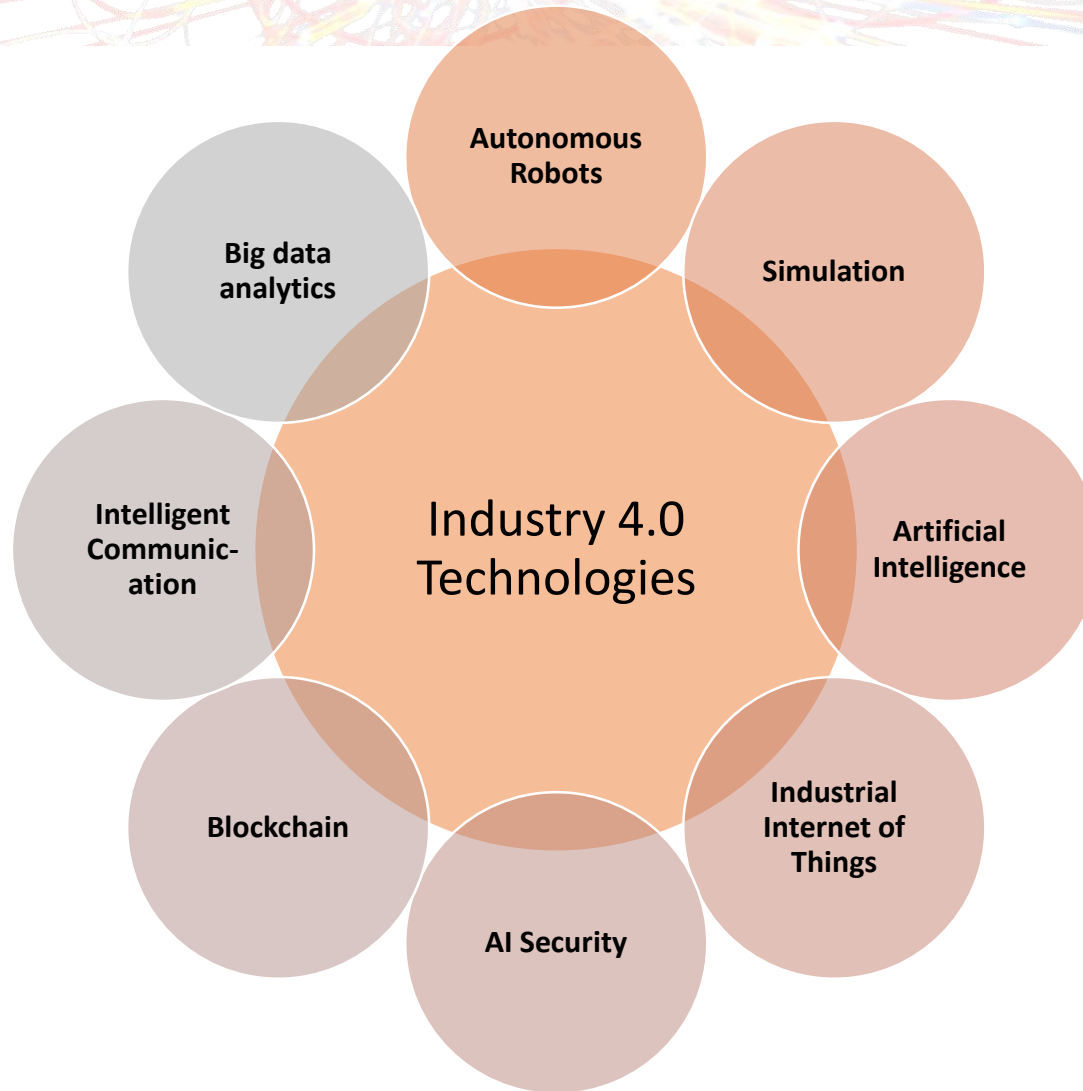 Autonomous
Robots
Simulation
Artificial
Intelligence
Industrial
Internet of
Things
AI Security
Blockchain
Intelligent
Communic-
ation
Big data
analytics
Industry 4.0
Technologies